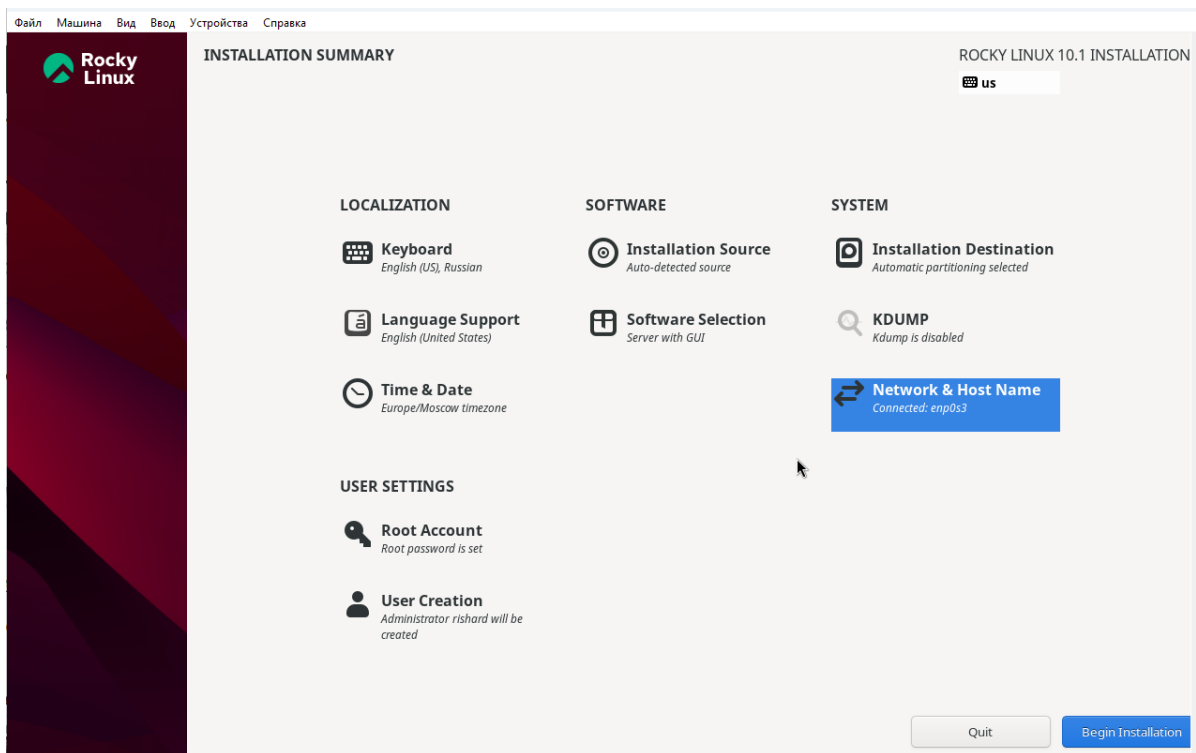 Файл Машина Вид Ввод Устройства Справка
Rocky
Linux
INSTALLATION SUMMARY
ROCKY LINUX 10.1 INSTALLATION
us
LOCALIZATION
Keyboard
English (US), Russian
Language Support
English (United States)
Time & Date
Europe/Moscow timezone
SOFTWARE
Installation Source
Auto-detected source
Software Selection
Server with GUI
SYSTEM
Installation Destination
Automatic partitioning selected
KDUMP
Kdump is disabled
Network & Host Name
Connected: enp0s3
USER SETTINGS
Root Account
Root password is set
User Creation
Administrator rishard will be
created
Quit
Begin Installation